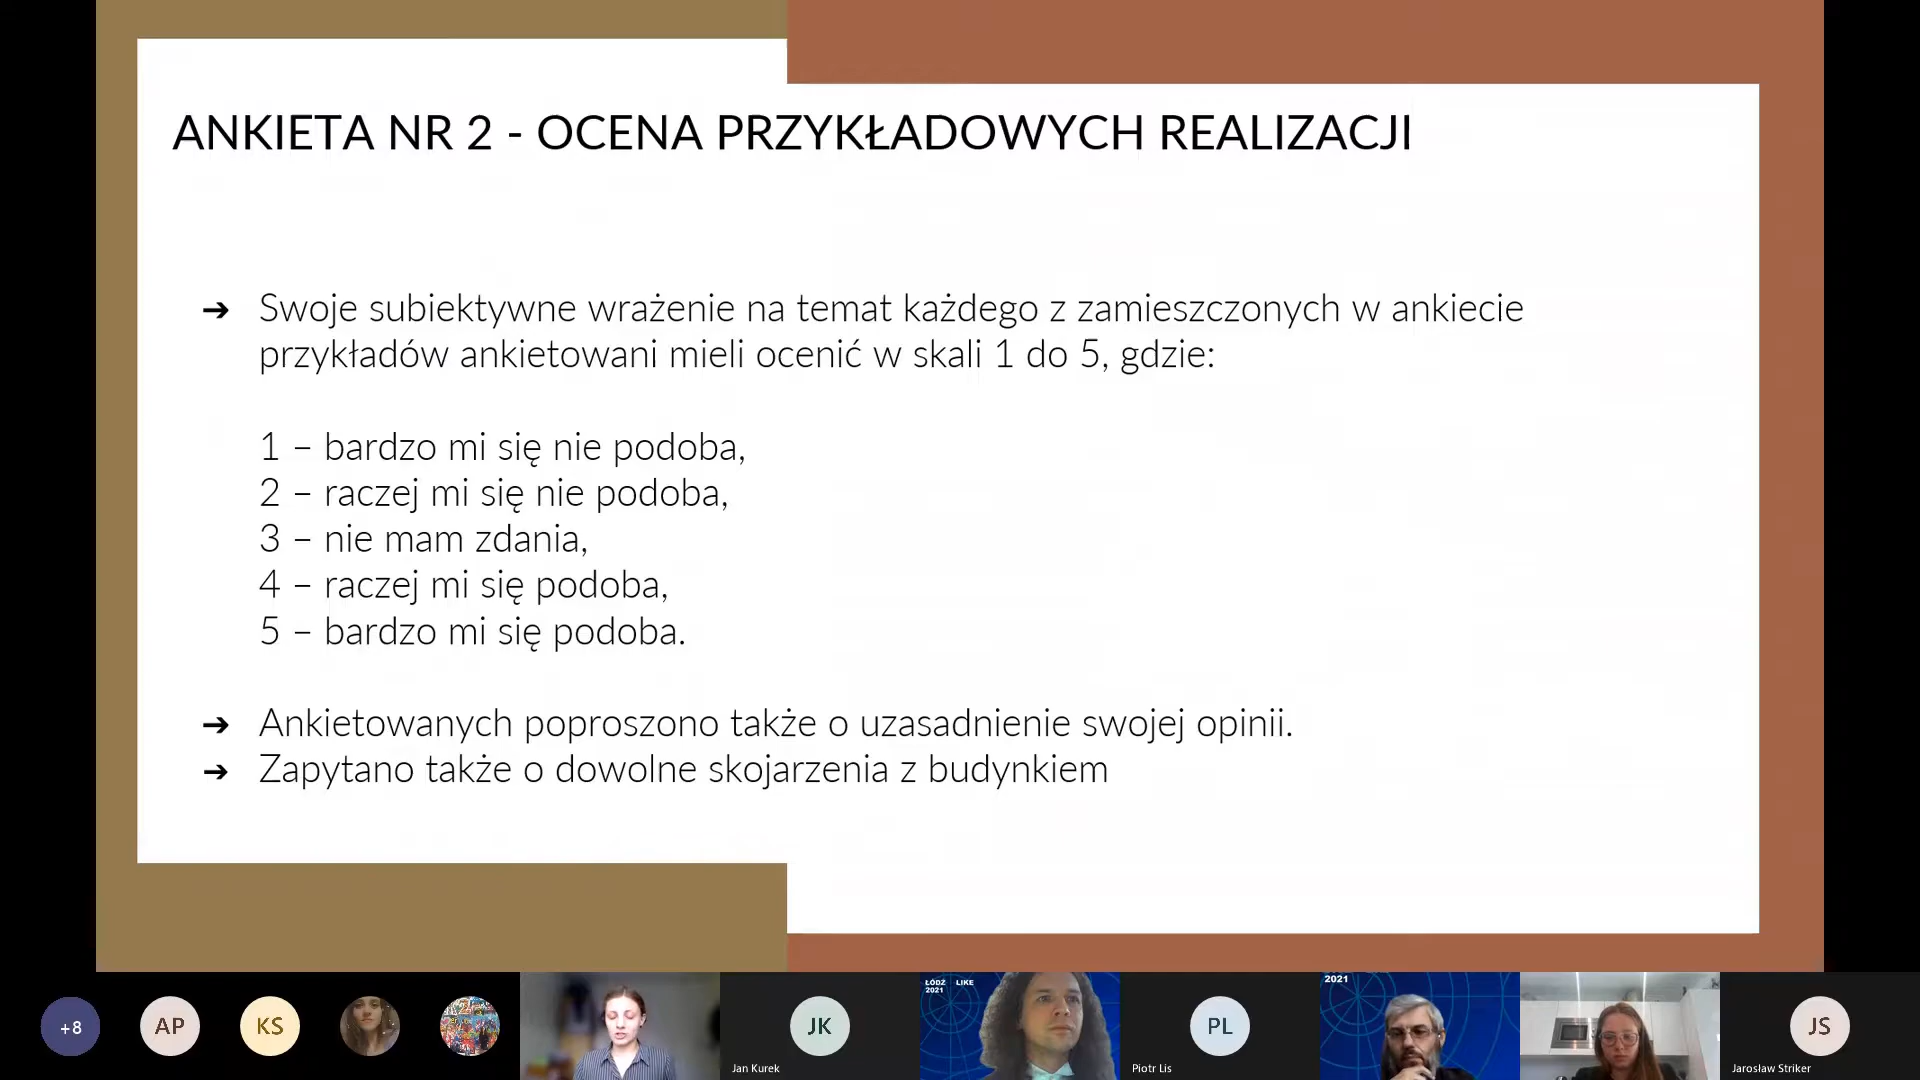 ANKIETA NR 2 - OCENA PRZYKŁADOWYCH REALIZACJI
➔ Swoje subiektywne wrażenie na temat każdego z zamieszczonych w ankiecie
przykładów ankietowani mieli ocenić w skali 1 do 5, gdzie:
1 – bardzo mi się nie podoba,
2 – raczej mi się nie podoba,
3 – nie mam zdania,
4 – raczej mi się podoba,
5 – bardzo mi się podoba.
➔ Ankietowanych poproszono także o uzasadnienie swojej opinii.
➔ Zapytano także o dowolne skojarzenia z budynkiem
+8
AP
KS
JK
Jan Kurek
ŁÓDŹ LIKE
2021
PL
Piotr Lis
2021
JS
Jarosław Striker